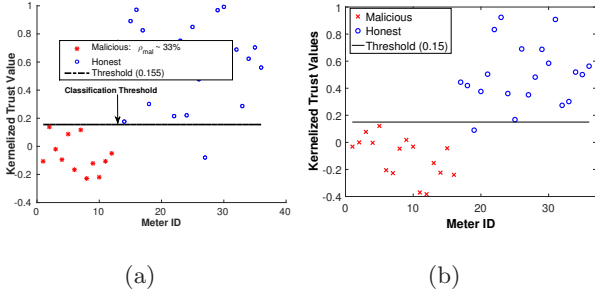 Kernelized Trust Value
1
0.8
0.6
0.4
0.2
0
-0.2
-0.4
Malicious: ρmal ~ 33%
Honest
Threshold (0.155)
Classification Threshold
0 10 20 30 40
Meter ID
(a)
Kernelized Trust Values
1
0.8
0.6
0.4
0.2
0
-0.2
-0.4
Malicious
Honest
Threshold (0.15)
0 10 20 30
Meter ID
(b)